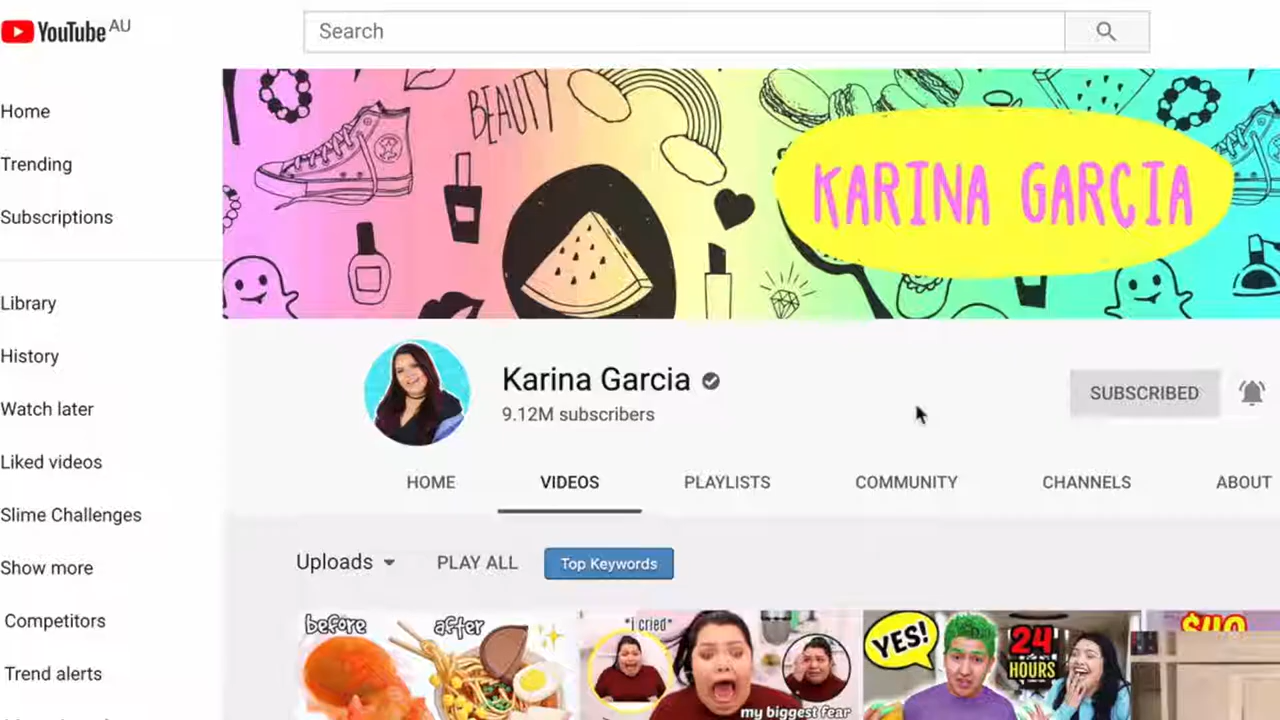 YouTube AU
Search
Home
Trending
Subscriptions
Library
History
Watch later
Liked videos
Slime Challenges
Show more
Competitors
Trend alerts
BEAUTY
KARINA GARCIA
Karina Garcia
9.12M subscribers
SUBSCRIBED
HOME VIDEOS PLAYLISTS COMMUNITY CHANNELS ABOUT
Uploads PLAY ALL Top Keywords
before after
*i cried*
my biggest fear
YES!
24
HOURS